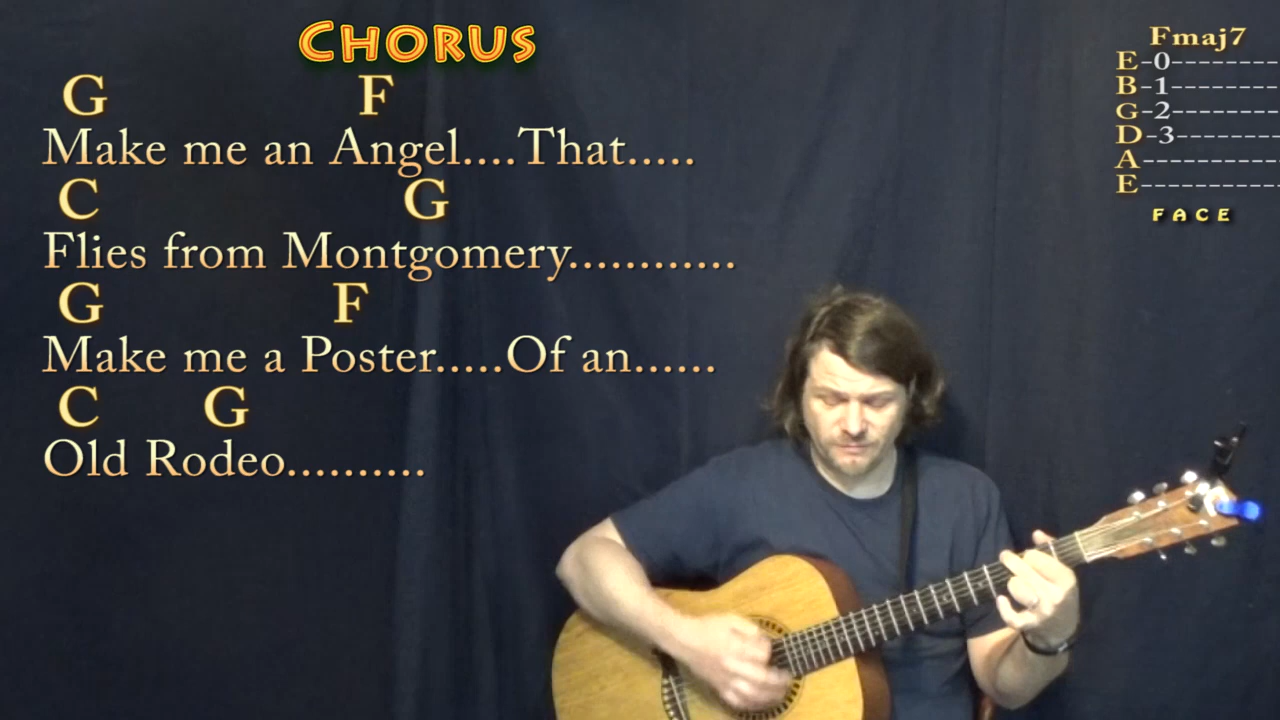 CHORUS
G F
Make me an Angel....That.....
C G
Flies from Montgomery............
G F
Make me a Poster.....Of an......
C G
Old Rodeo..........
Fmaj7
E-0--------
B-1--------
G-2--------
D-3--------
A----------
E----------
FACE